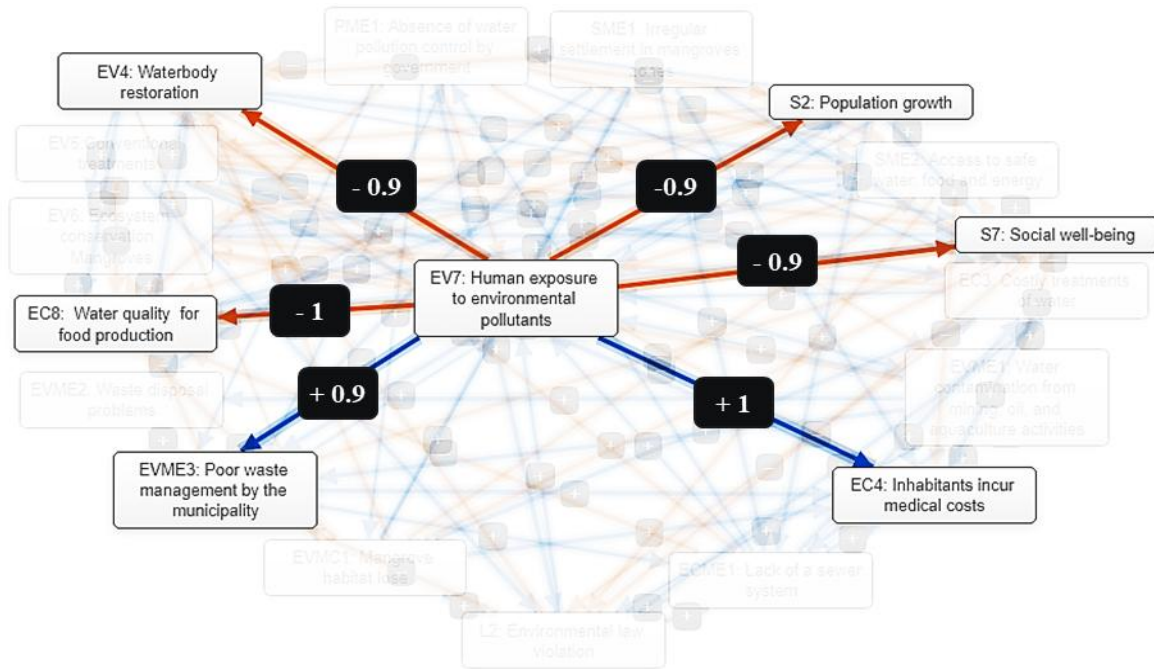 PME1: Absence of water
pollution control by
government
SME1: Irregular
settlement in mangroves
zones
EV4: Waterbody
restoration
S2: Population growth
EV5: Conventional
treatments
- 0.9
-0.9
SME2: Access to safe
water, food and energy
EV6: Ecosystem
conservation
Mangroves
S7: Social well-being
- 0.9
EV7: Human exposure
to environmental
pollutants
EC3: Costly treatments
of water
EC8: Water quality for
food production
- 1
EVME2: Waste disposal
problems
+ 0.9
+ 1
EVME1: Water
contamination from
mining, oil, and
aquaculture activities
EVME3: Poor waste
management by the
municipality
EC4: Inhabitants incur
medical costs
EVMC1: Mangrove
habitat loss
ECME1: Lack of a sewer
system
L2: Environmental law
violation